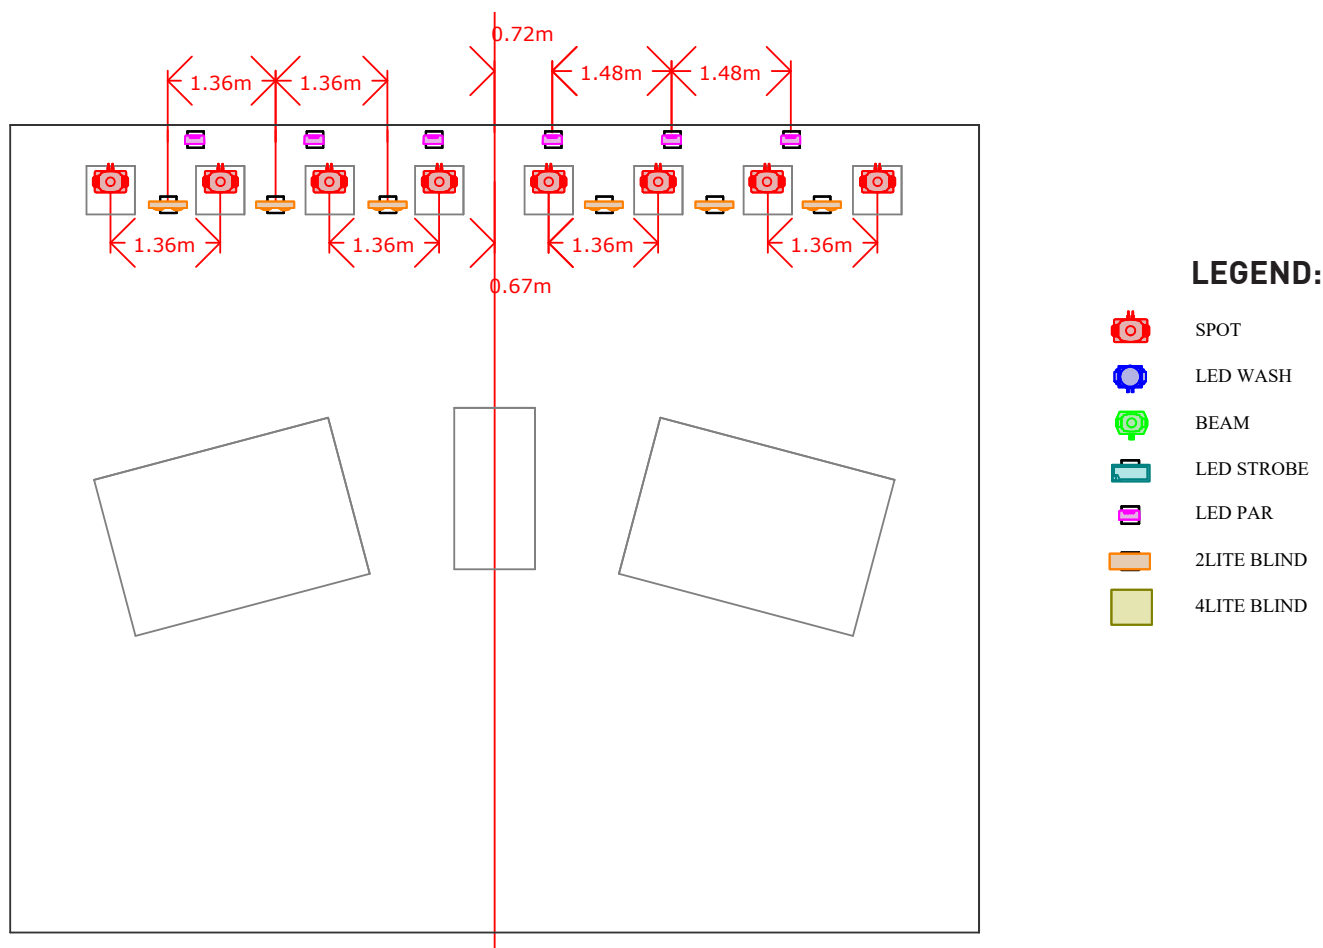 0.72m
1.36m 1.36m 1.48m 1.48m
1.36m 1.36m 1.36m 1.36m
0.67m
LEGEND:
SPOT
LED WASH
BEAM
LED STROBE
LED PAR
2LITE BLIND
4LITE BLIND